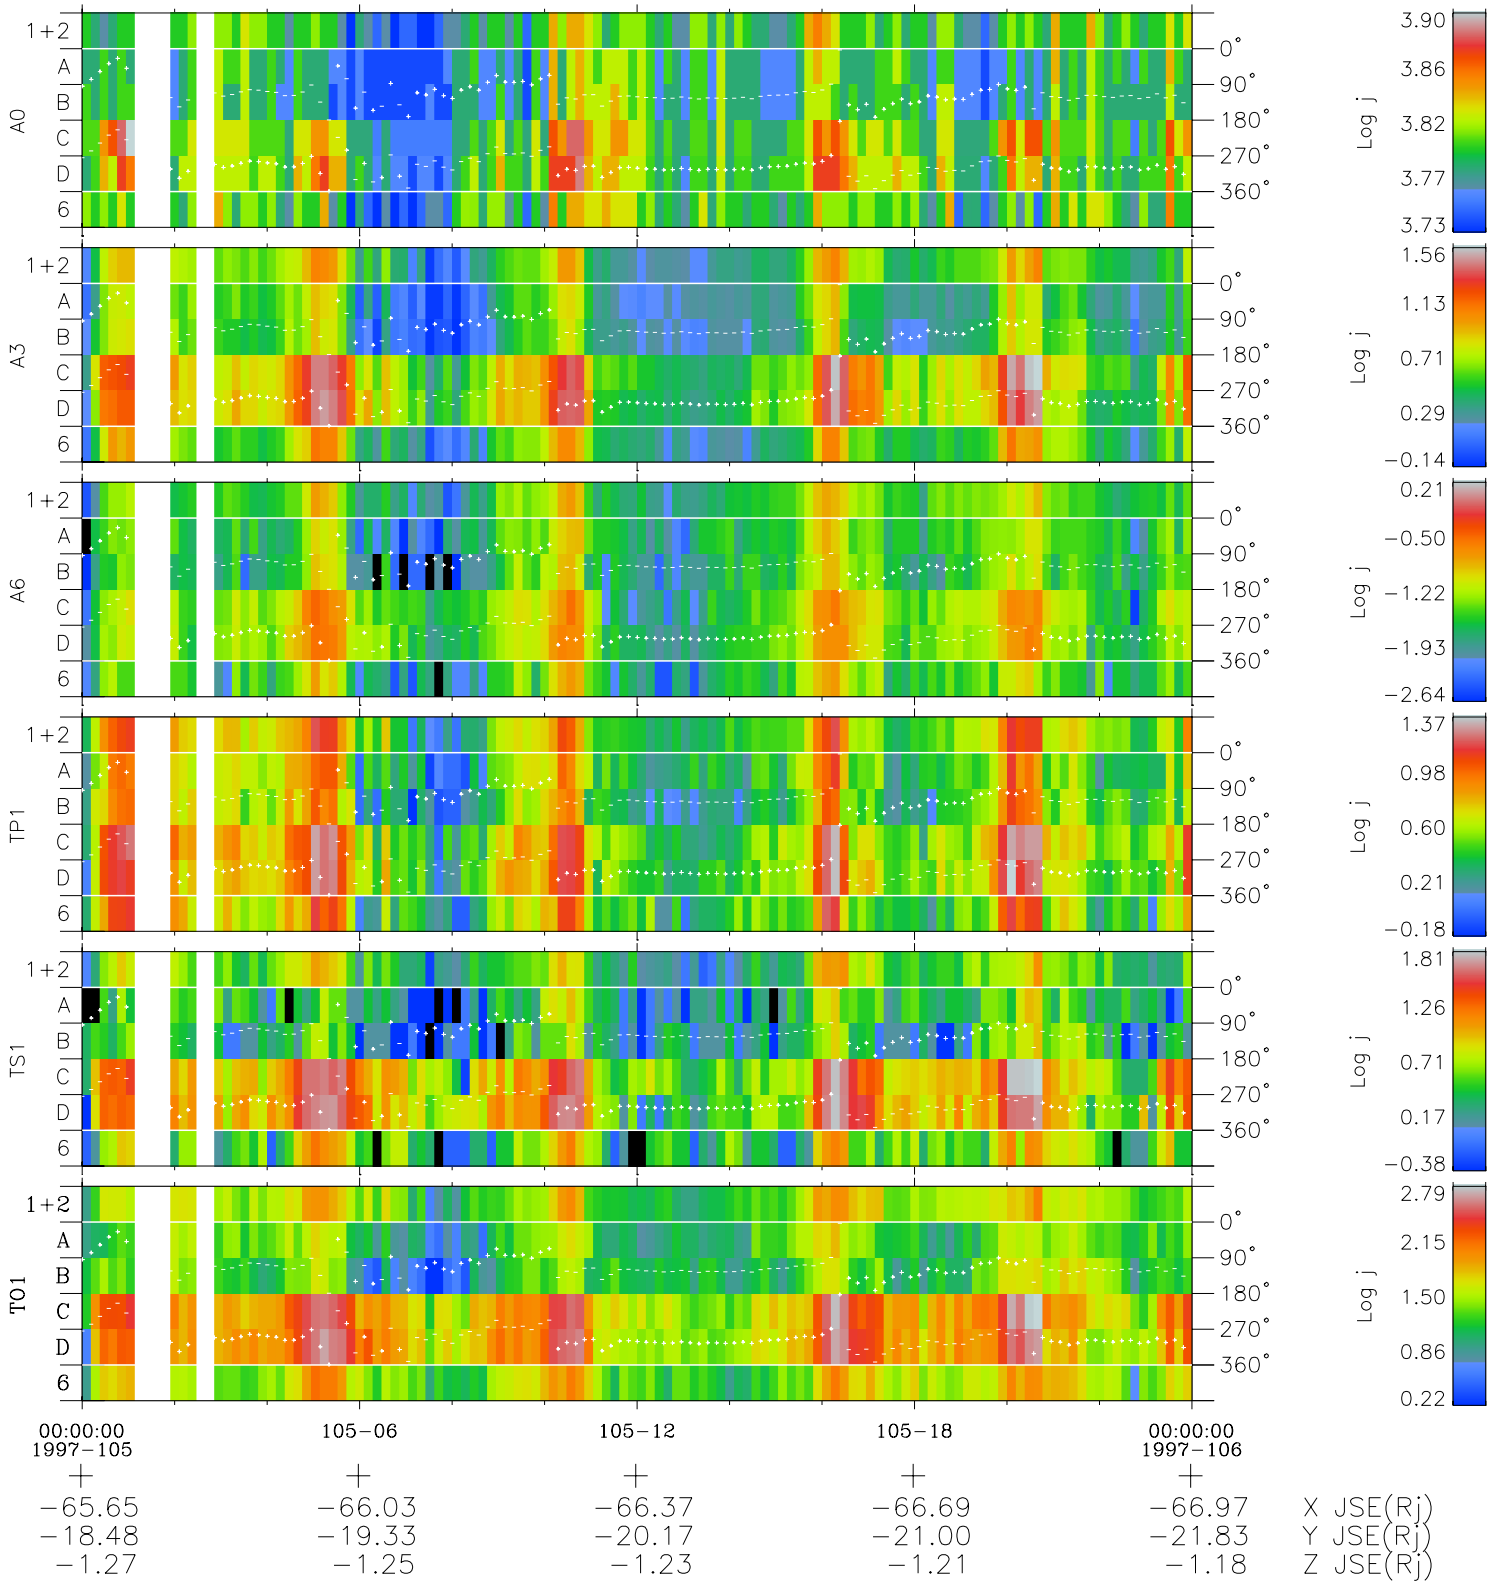 1+2
A
B
C
D
6
A0
0°
90°
180°
270°
360°
3.90
3.86
3.82
3.77
3.73
Log j
1+2
A
B
C
D
6
A3
0°
90°
180°
270°
360°
1.56
1.13
0.71
0.29
−0.14
Log j
1+2
A
B
C
D
6
A6
0°
90°
180°
270°
360°
0.21
−0.50
−1.22
−1.93
−2.64
Log j
1+2
A
B
C
D
6
TP1
0°
90°
180°
270°
360°
1.37
0.98
0.60
0.21
−0.18
Log j
1+2
A
B
C
D
6
TS1
0°
90°
180°
270°
360°
1.81
1.26
0.71
0.17
−0.38
Log j
1+2
A
B
C
D
6
TO1
0°
90°
180°
270°
360°
2.79
2.15
1.50
0.86
0.22
Log j
00:00:00 105−06 105−12 105−18 00:00:00
1997−105 1997−106
−65.65 −66.03 −66.37 −66.69 −66.97 X JSE(Rj)
−18.48 −19.33 −20.17 −21.00 −21.83 Y JSE(Rj)
−1.27 −1.25 −1.23 −1.21 −1.18 Z JSE(Rj)